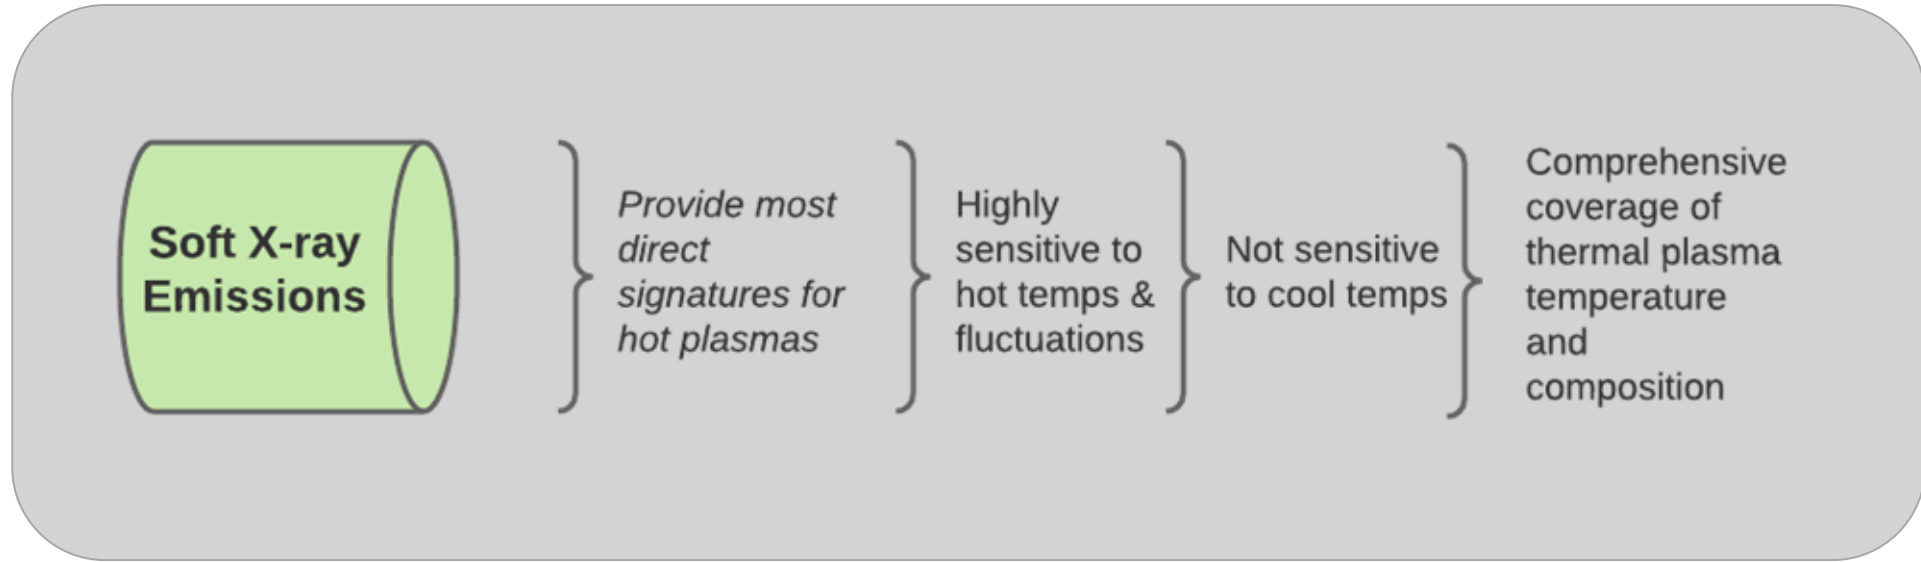 Soft X-ray
Emissions
Provide most
direct
signatures for
hot plasmas
Highly
sensitive to
hot temps &
fluctuations
Not sensitive
to cool temps
Comprehensive
coverage of
thermal plasma
temperature
and
composition